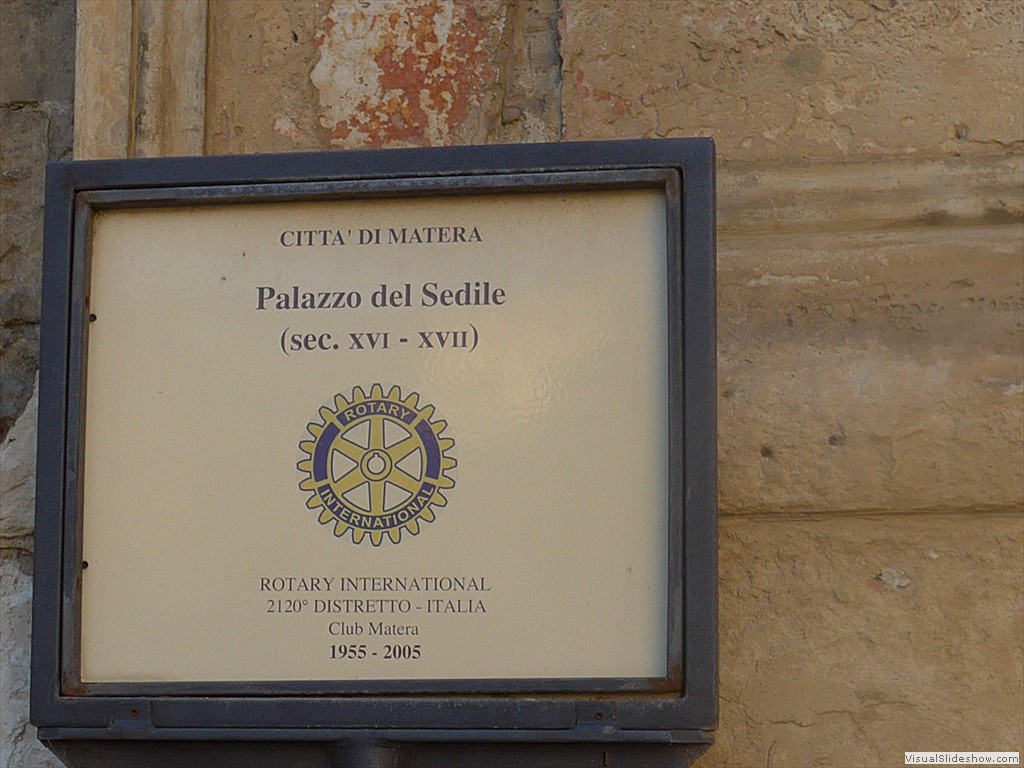 CITTA' DI MATERA
Palazzo del Sedile
(sec. XVI - XVII)
ROTARY
INTERNATIONAL
ROTARY INTERNATIONAL
2120° DISTRETTO - ITALIA
Club Matera
1955 - 2005
VisualSlideshow.com